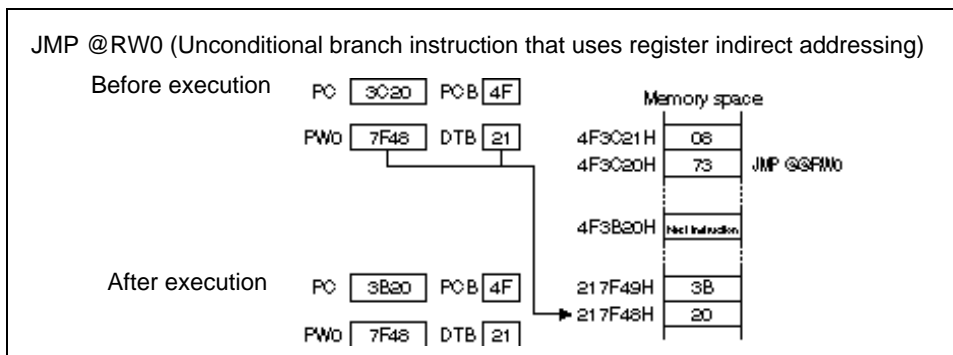 JMP @RW0 (Unconditional branch instruction that uses register indirect addressing)
Before execution
PC 3C20 PCB 4F
Memory space
PW0 7F48 DTB 21
4F3C21H 08
4F3C20H 73 JMP @@RW0
4F3B20H Next instruction
After execution
PC 3B20 PCB 4F
217F49H 3B
217F48H 20
PW0 7F48 DTB 21